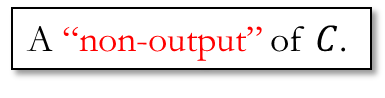 A “non-output” of C.